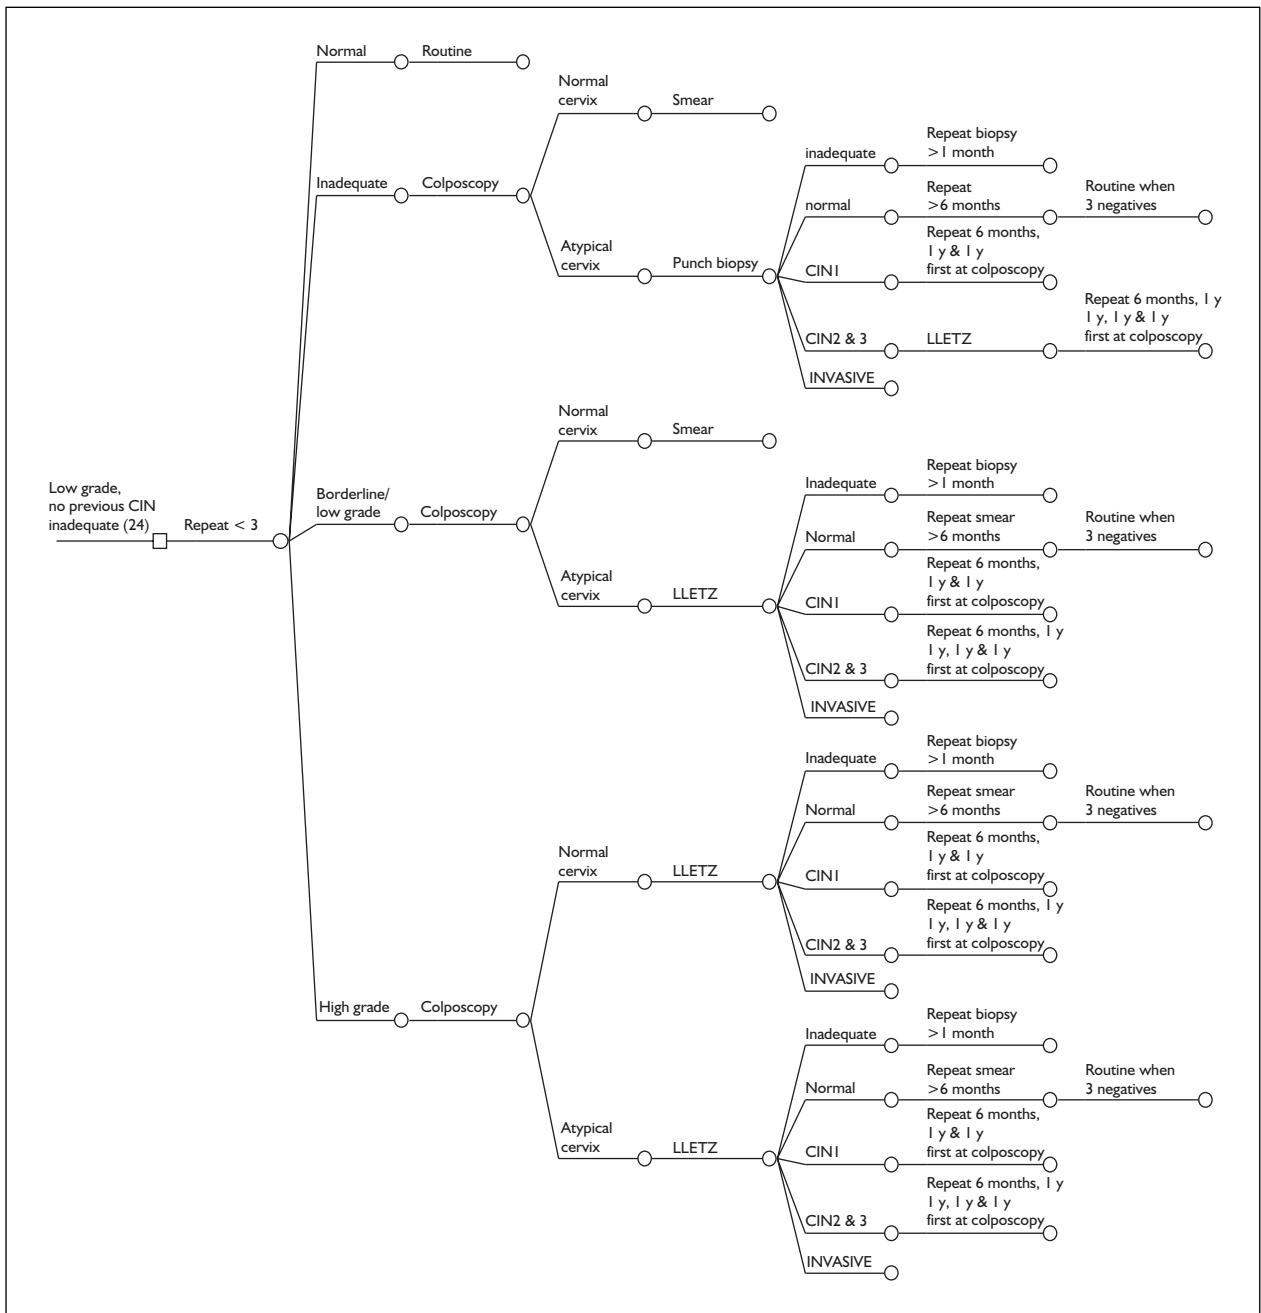 Normal
Routine
Normal
cervix
Smear
Inadequate
Colposcopy
Atypical
cervix
Punch biopsy
inadequate
Repeat biopsy
>1 month
normal
Repeat
>6 months
Routine when
3 negatives
CIN1
Repeat 6 months,
1 y & 1 y
first at colposcopy
CIN2 & 3
LLETZ
Repeat 6 months, 1 y
1 y, 1 y & 1 y
first at colposcopy
INVASIVE
Low grade,
no previous CIN
inadequate (24)
Repeat < 3
Borderline/
low grade
Colposcopy
Normal
cervix
Smear
Atypical
cervix
LLETZ
Inadequate
Repeat biopsy
>1 month
Normal
Repeat smear
>6 months
Routine when
3 negatives
CIN1
Repeat 6 months,
1 y & 1 y
first at colposcopy
CIN2 & 3
Repeat 6 months, 1 y
1 y, 1 y & 1 y
first at colposcopy
INVASIVE
High grade
Colposcopy
Normal
cervix
LLETZ
Inadequate
Repeat biopsy
>1 month
Normal
Repeat smear
>6 months
Routine when
3 negatives
CIN1
Repeat 6 months,
1 y & 1 y
first at colposcopy
CIN2 & 3
Repeat 6 months, 1 y
1 y, 1 y & 1 y
first at colposcopy
INVASIVE
Atypical
cervix
LLETZ
Inadequate
Repeat biopsy
>1 month
Normal
Repeat smear
>6 months
Routine when
3 negatives
CIN1
Repeat 6 months,
1 y & 1 y
first at colposcopy
CIN2 & 3
Repeat 6 months, 1 y
1 y, 1 y & 1 y
first at colposcopy
INVASIVE